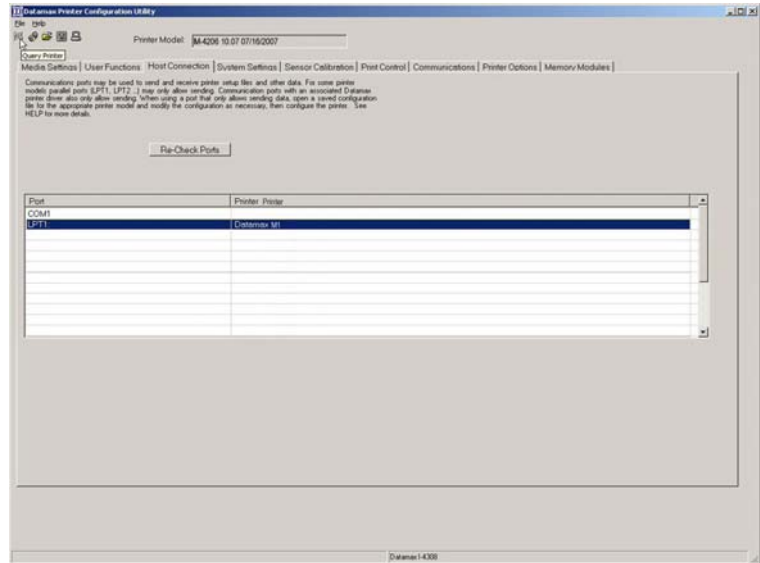 Datamax Printer Configuration Utility
File Help
Printer Model: M-4206 10.07 07/16/2007
Query Printer
Media Settings User Functions Host Connection System Settings Sensor Calibration Print Control Communications Printer Options Memory Modules
Communications ports may be used to send and receive printer setup files and other data. For some printer
models parallel ports (LPT1, LPT2 ..) may only allow sending. Communication ports with an associated Datamax
printer driver also only allow sending. When using a port that only allows sending data, open a saved configuration
file for the appropriate printer model and modify the configuration as necessary, then configure the printer. See
HELP for more details.
Re-Check Ports
Port Printer Printer
COM1
LPT1: Datamax M1
Datamax I-4308